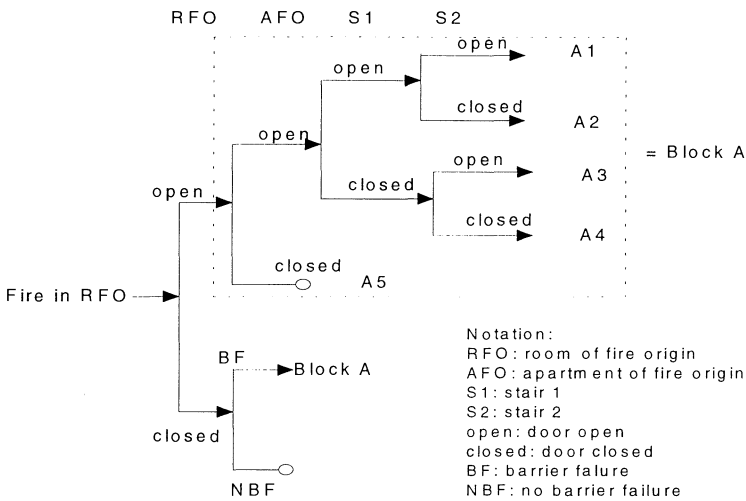 RFO AFO S1 S2
open A1
open
closed A2
open
open A3
= Block A
closed
open
closed A4
closed A5
Fire in RFO
BF
Block A
closed
NBF
Notation:
RFO: room of fire origin
AFO: apartment of fire origin
S1: stair 1
S2: stair 2
open: door open
closed: door closed
BF: barrier falure
NBF: no barrier failure